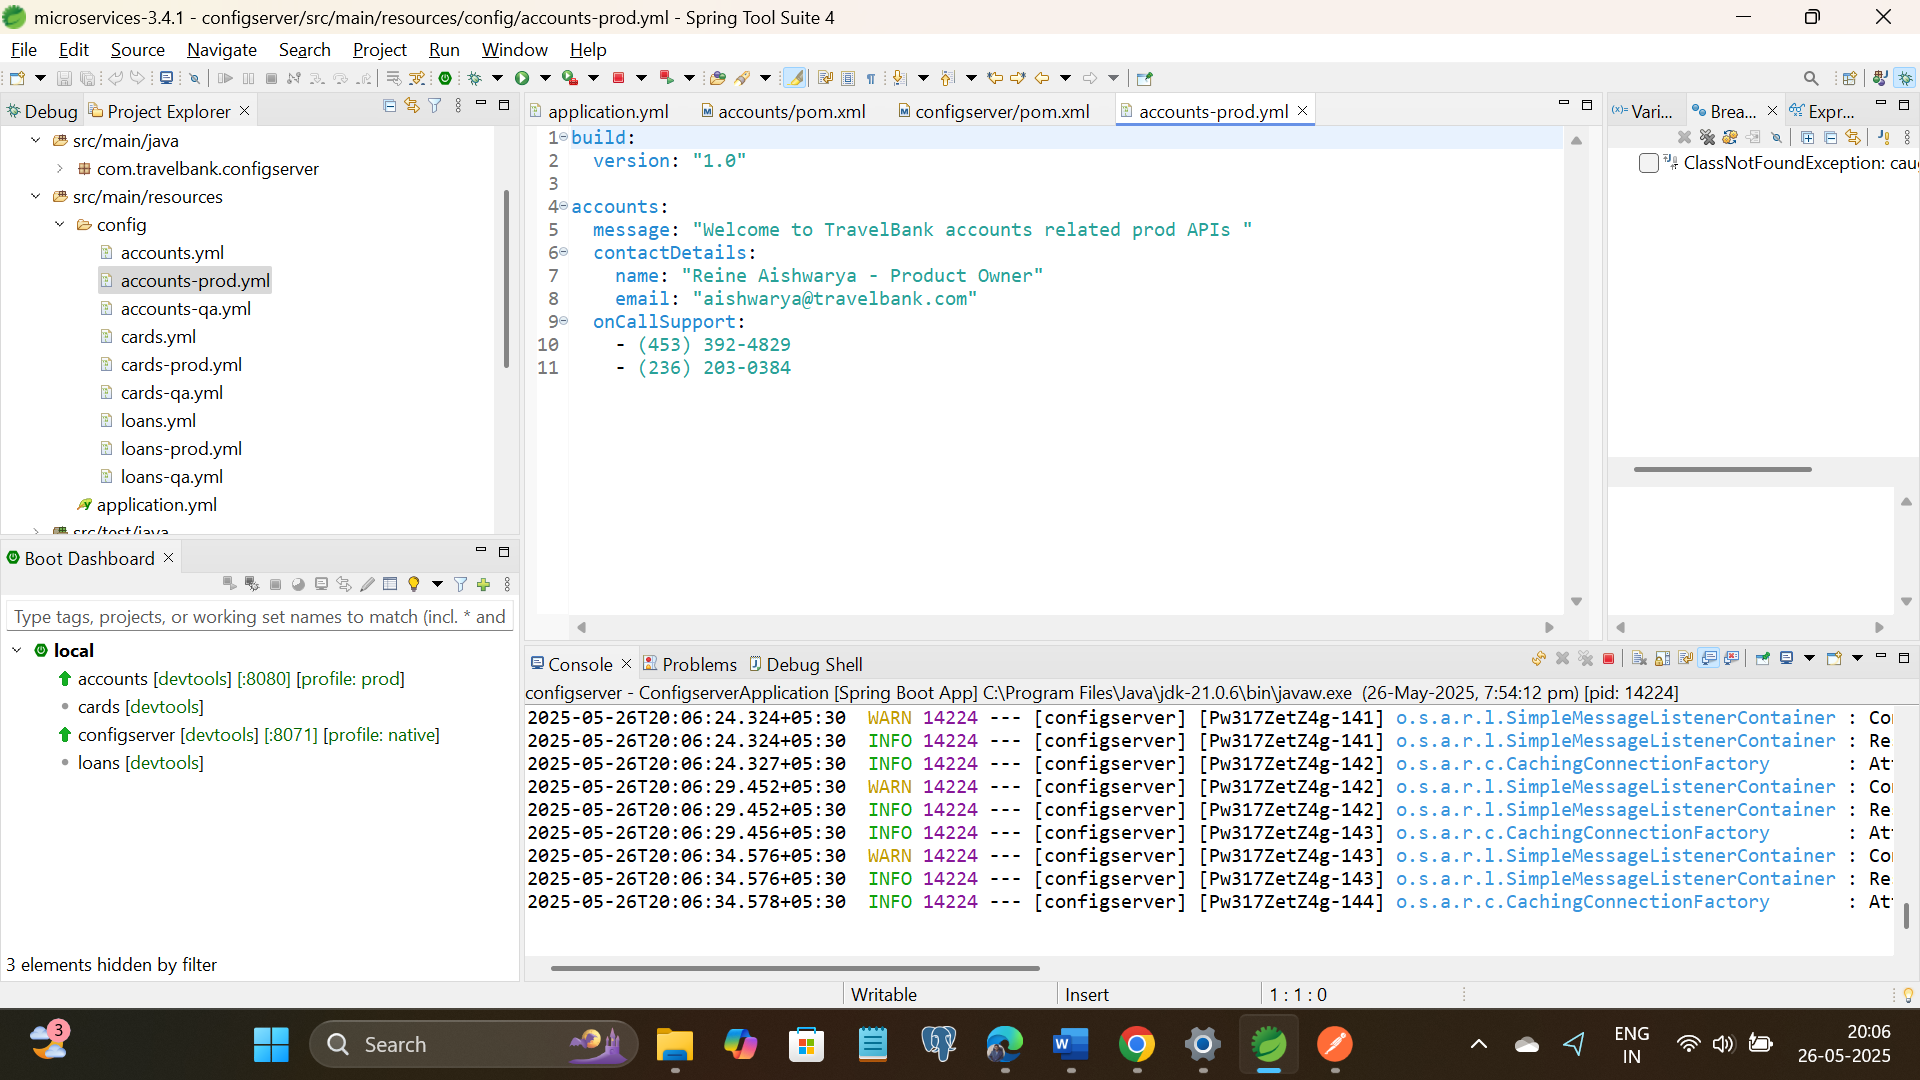 microservices-3.4.1 - configserver/src/main/resources/config/accounts-prod.yml - Spring Tool Suite 4
File Edit Source Navigate Search Project Run Window Help
Debug Project Explorer
src/main/java
com.travelbank.configserver
src/main/resources
config
accounts.yml
accounts-prod.yml
accounts-qa.yml
cards.yml
cards-prod.yml
cards-qa.yml
loans.yml
loans-prod.yml
loans-qa.yml
application.yml
src/test/java
Boot Dashboard
Type tags, projects, or working set names to match (incl. * and
local
accounts [devtools] [:8080] [profile: prod]
cards [devtools]
configserver [devtools] [:8071] [profile: native]
loans [devtools]
3 elements hidden by filter
application.yml accounts/pom.xml configserver/pom.xml accounts-prod.yml
1 build:
2 version: "1.0"
3
4 accounts:
5 message: "Welcome to TravelBank accounts related prod APIs "
6 contactDetails:
7 name: "Reine Aishwarya - Product Owner"
8 email: "aishwarya@travelbank.com"
9 onCallSupport:
10 - (453) 392-4829
11 - (236) 203-0384
(x)= Vari... Brea... Expr...
ClassNotFoundException: cau
Console Problems Debug Shell
configserver - ConfigserverApplication [Spring Boot App] C:\Program Files\Java\jdk-21.0.6\bin\javaw.exe (26-May-2025, 7:54:12 pm) [pid: 14224]
2025-05-26T20:06:24.324+05:30 WARN 14224 --- [configserver] [Pw317ZetZ4g-141] o.s.a.r.l.SimpleMessageListenerContainer : Co
2025-05-26T20:06:24.324+05:30 INFO 14224 --- [configserver] [Pw317ZetZ4g-141] o.s.a.r.l.SimpleMessageListenerContainer : Re
2025-05-26T20:06:24.327+05:30 INFO 14224 --- [configserver] [Pw317ZetZ4g-142] o.s.a.r.c.CachingConnectionFactory : At
2025-05-26T20:06:29.452+05:30 WARN 14224 --- [configserver] [Pw317ZetZ4g-142] o.s.a.r.l.SimpleMessageListenerContainer : Co
2025-05-26T20:06:29.452+05:30 INFO 14224 --- [configserver] [Pw317ZetZ4g-142] o.s.a.r.l.SimpleMessageListenerContainer : Re
2025-05-26T20:06:29.456+05:30 INFO 14224 --- [configserver] [Pw317ZetZ4g-143] o.s.a.r.c.CachingConnectionFactory : At
2025-05-26T20:06:34.576+05:30 WARN 14224 --- [configserver] [Pw317ZetZ4g-143] o.s.a.r.l.SimpleMessageListenerContainer : Co
2025-05-26T20:06:34.576+05:30 INFO 14224 --- [configserver] [Pw317ZetZ4g-143] o.s.a.r.l.SimpleMessageListenerContainer : Re
2025-05-26T20:06:34.578+05:30 INFO 14224 --- [configserver] [Pw317ZetZ4g-144] o.s.a.r.c.CachingConnectionFactory : At
Writable Insert 1 : 1 : 0
3
Search
ENG
IN
20:06
26-05-2025